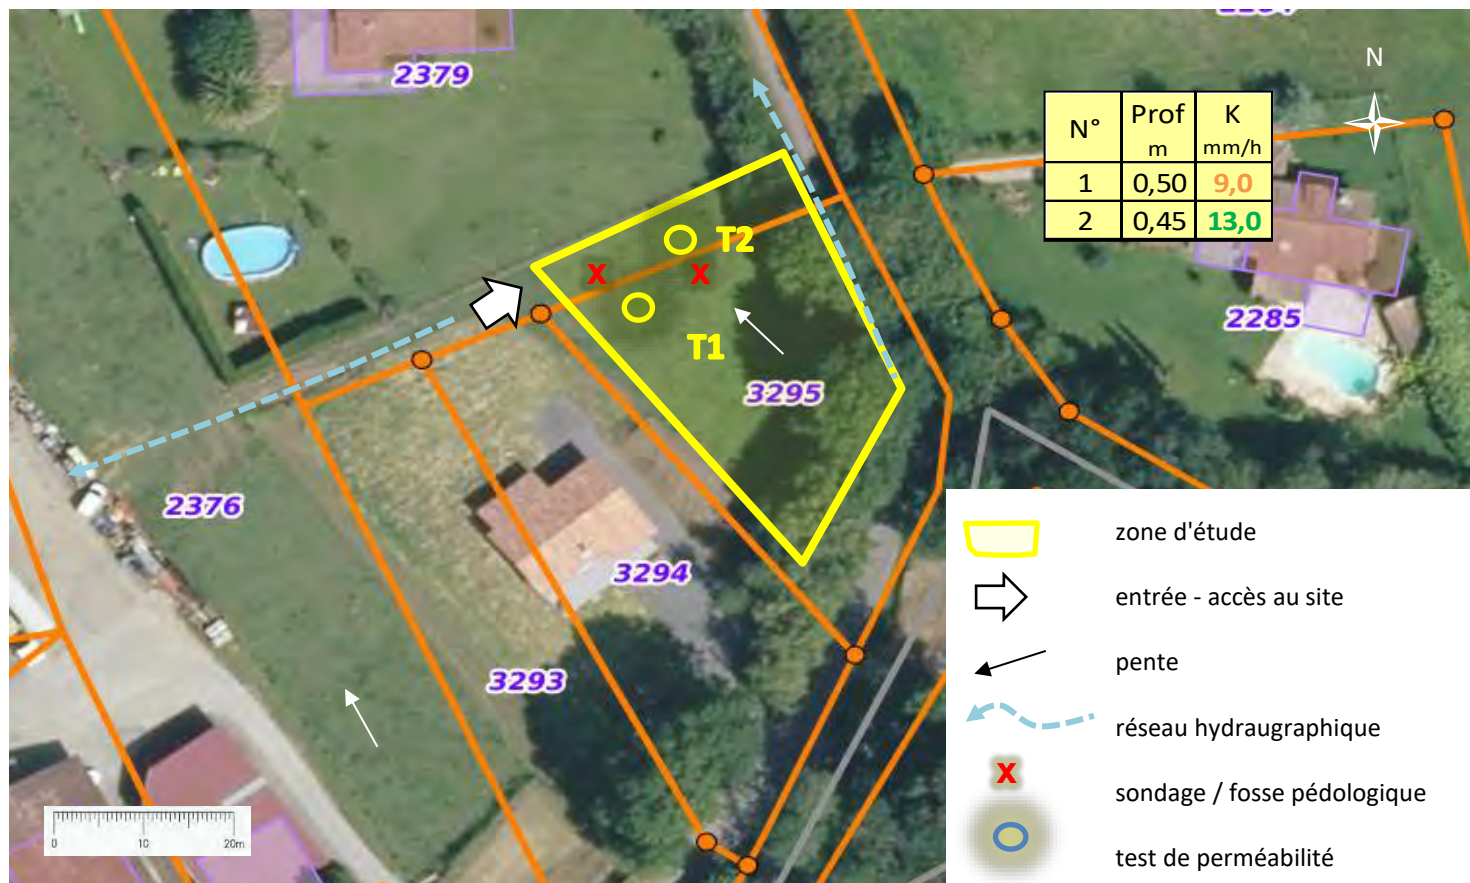 2379
N
N° Prof m K mm/h
1 0,50 9,0
2 0,45 13,0
T2
X X
T1
3295
2285
2376
3294
3293
0 10 20m
zone d'étude
entrée - accès au site
pente
réseau hydraugraphique
X
sondage / fosse pédologique
test de perméabilité